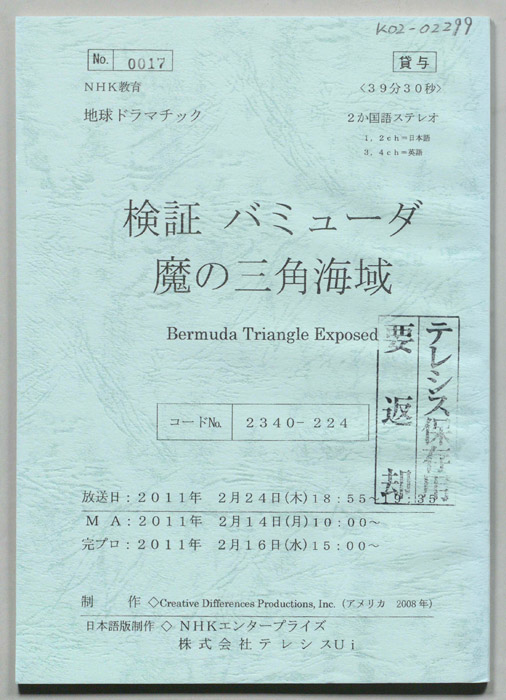 K02-02299
No. 0017
貸与
NHK教育
〈39分30秒〉
地球ドラマチック
2か国語ステレオ
1,2ch=日本語
3,4ch=英語
検証 バミューダ
魔の三角海域
Bermuda Triangle Exposed
テレシス保存用
要返却
コードNo. 2340-224
放送日:2011年 2月24日(木)18:55~19:35
MA:2011年 2月14日(月)10:00~
完プロ:2011年 2月16日(水)15:00~
制 作 ◇Creative Differences Productions, Inc. (アメリカ 2008年)
日本語版制作 ◇ NHKエンタープライズ
株式会社テレシスUi